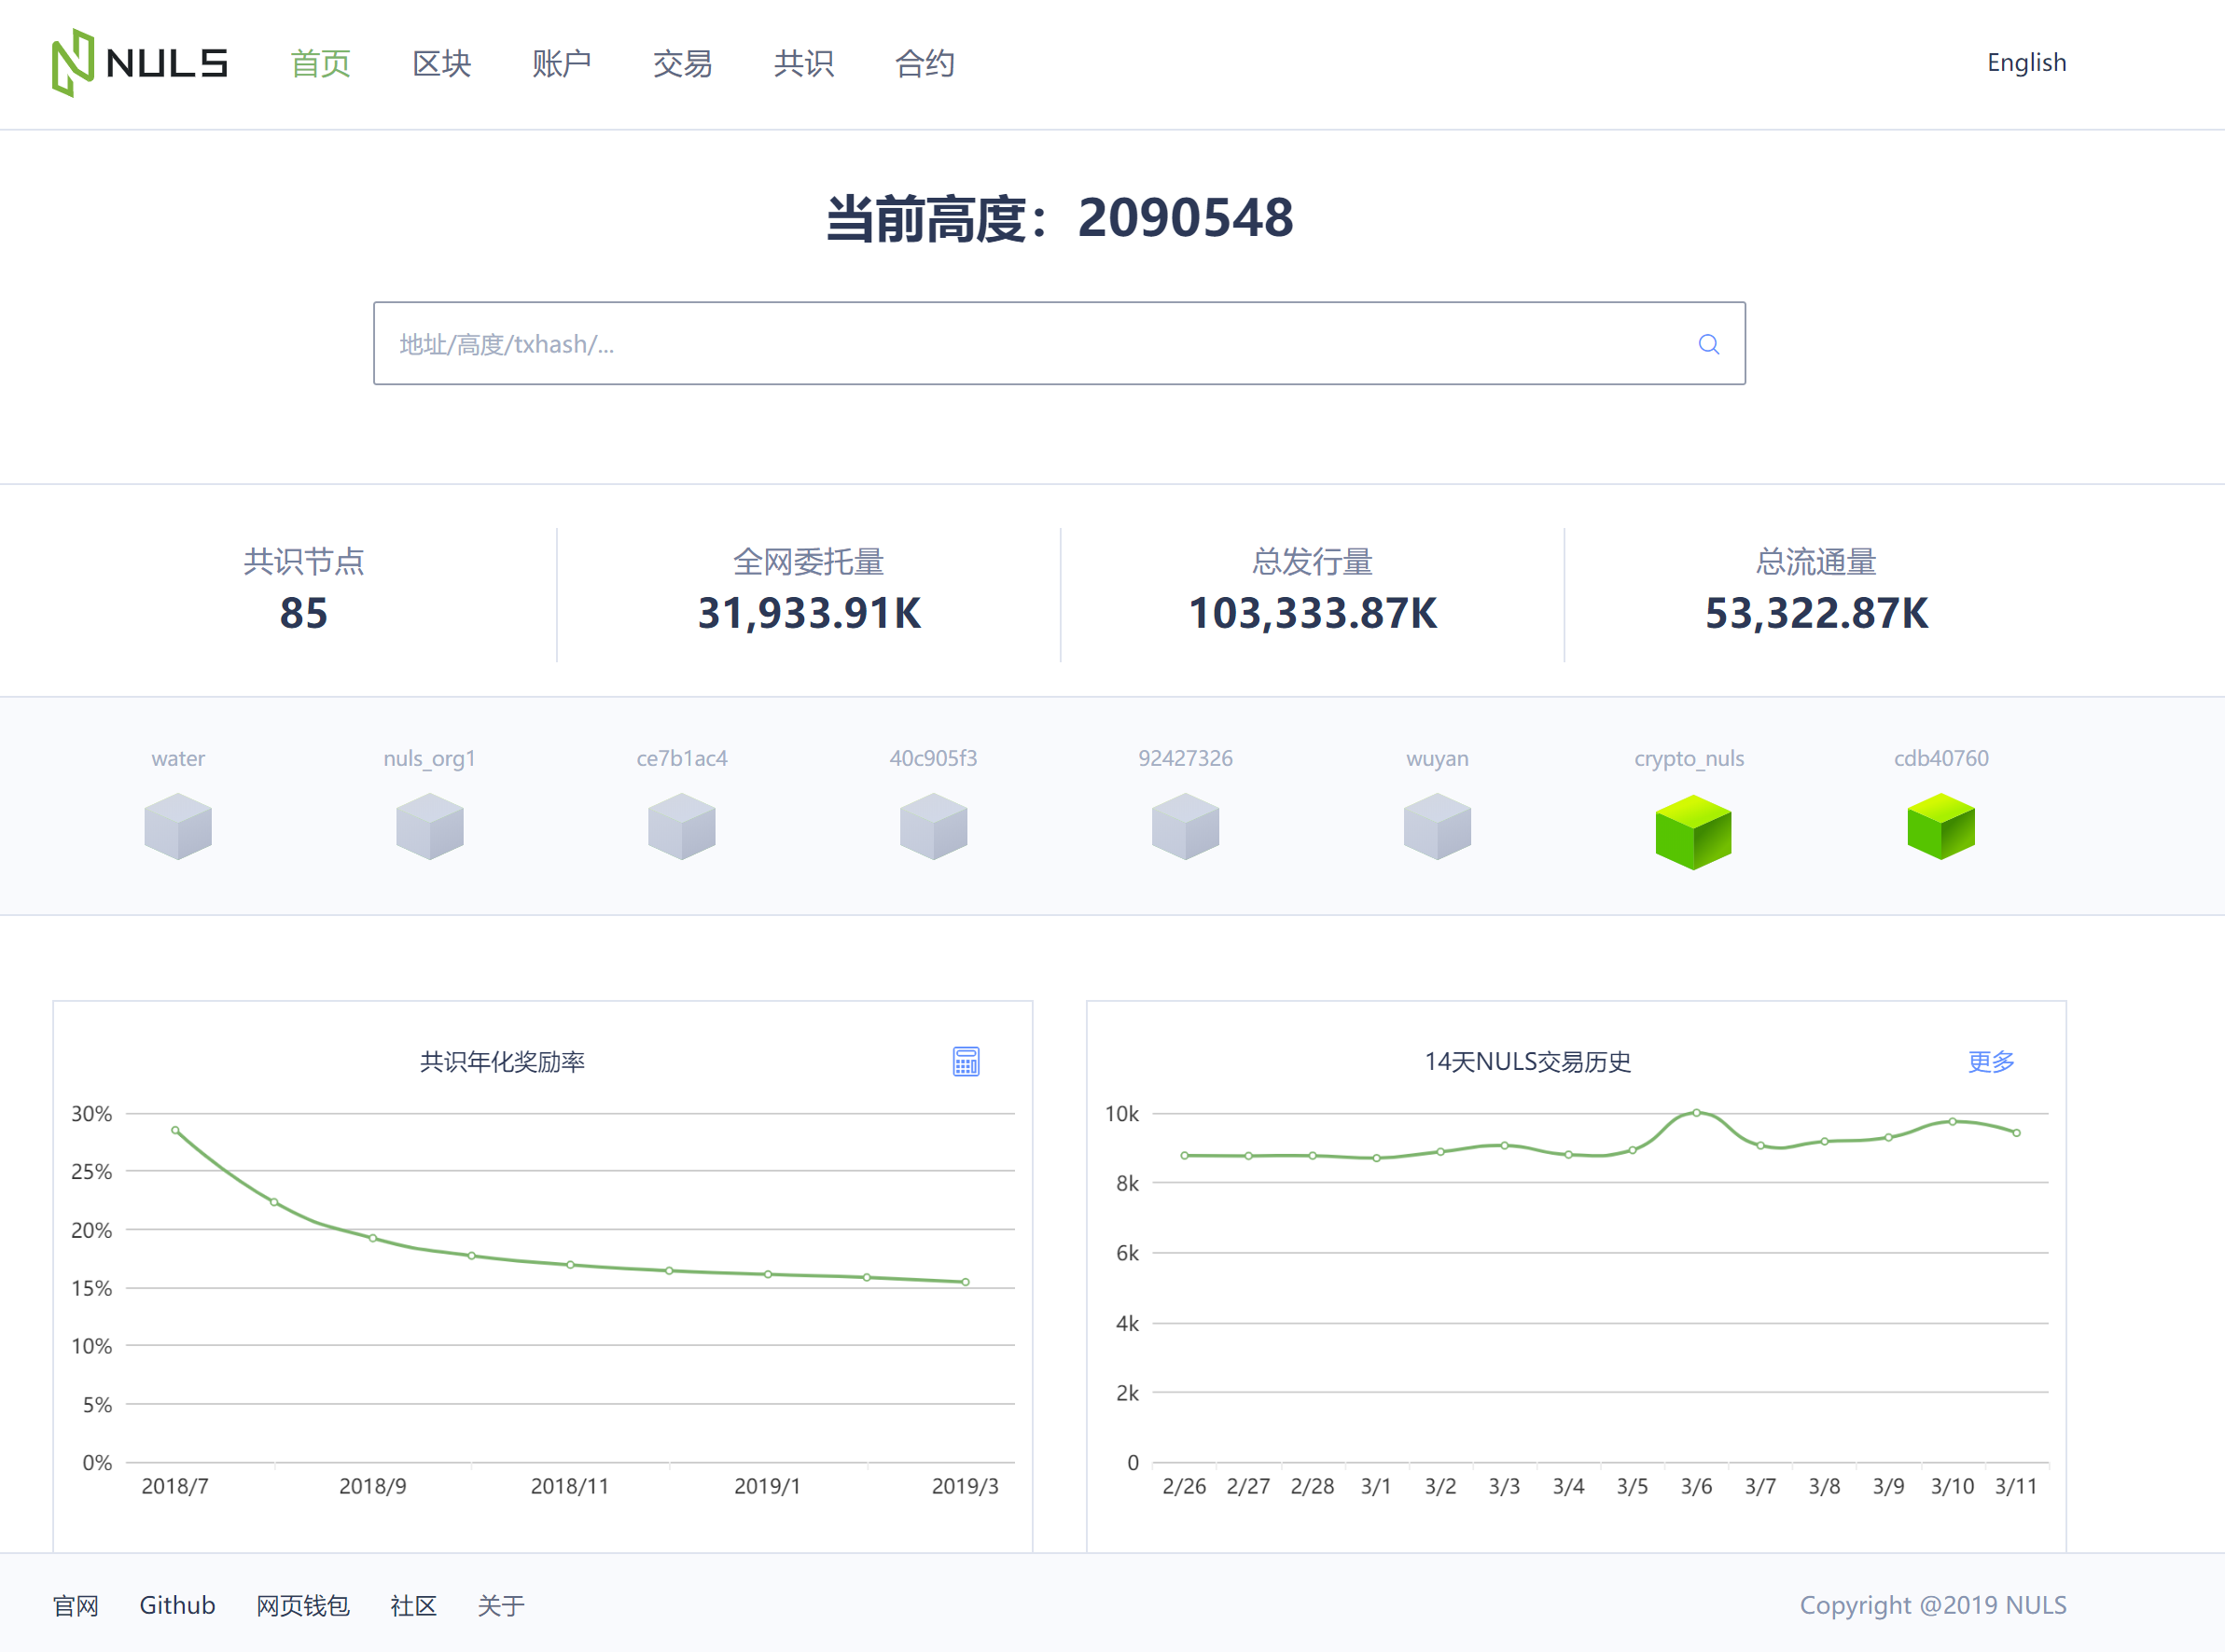 NULS 首页 区块 账户 交易 共识 合约 English
当前高度：2090548
地址/高度/txhash/...
共识节点 全网委托量 总发行量 总流通量
85 31,933.91K 103,333.87K 53,322.87K
water nuls_org1 ce7b1ac4 40c905f3 92427326 wuyan crypto_nuls cdb40760
共识年化奖励率
30%
25%
20%
15%
10%
5%
0%
2018/7 2018/9 2018/11 2019/1 2019/3
14天NULS交易历史 更多
10k
8k
6k
4k
2k
0
2/26 2/27 2/28 3/1 3/2 3/3 3/4 3/5 3/6 3/7 3/8 3/9 3/10 3/11
官网 Github 网页钱包 社区 关于 Copyright @2019 NULS